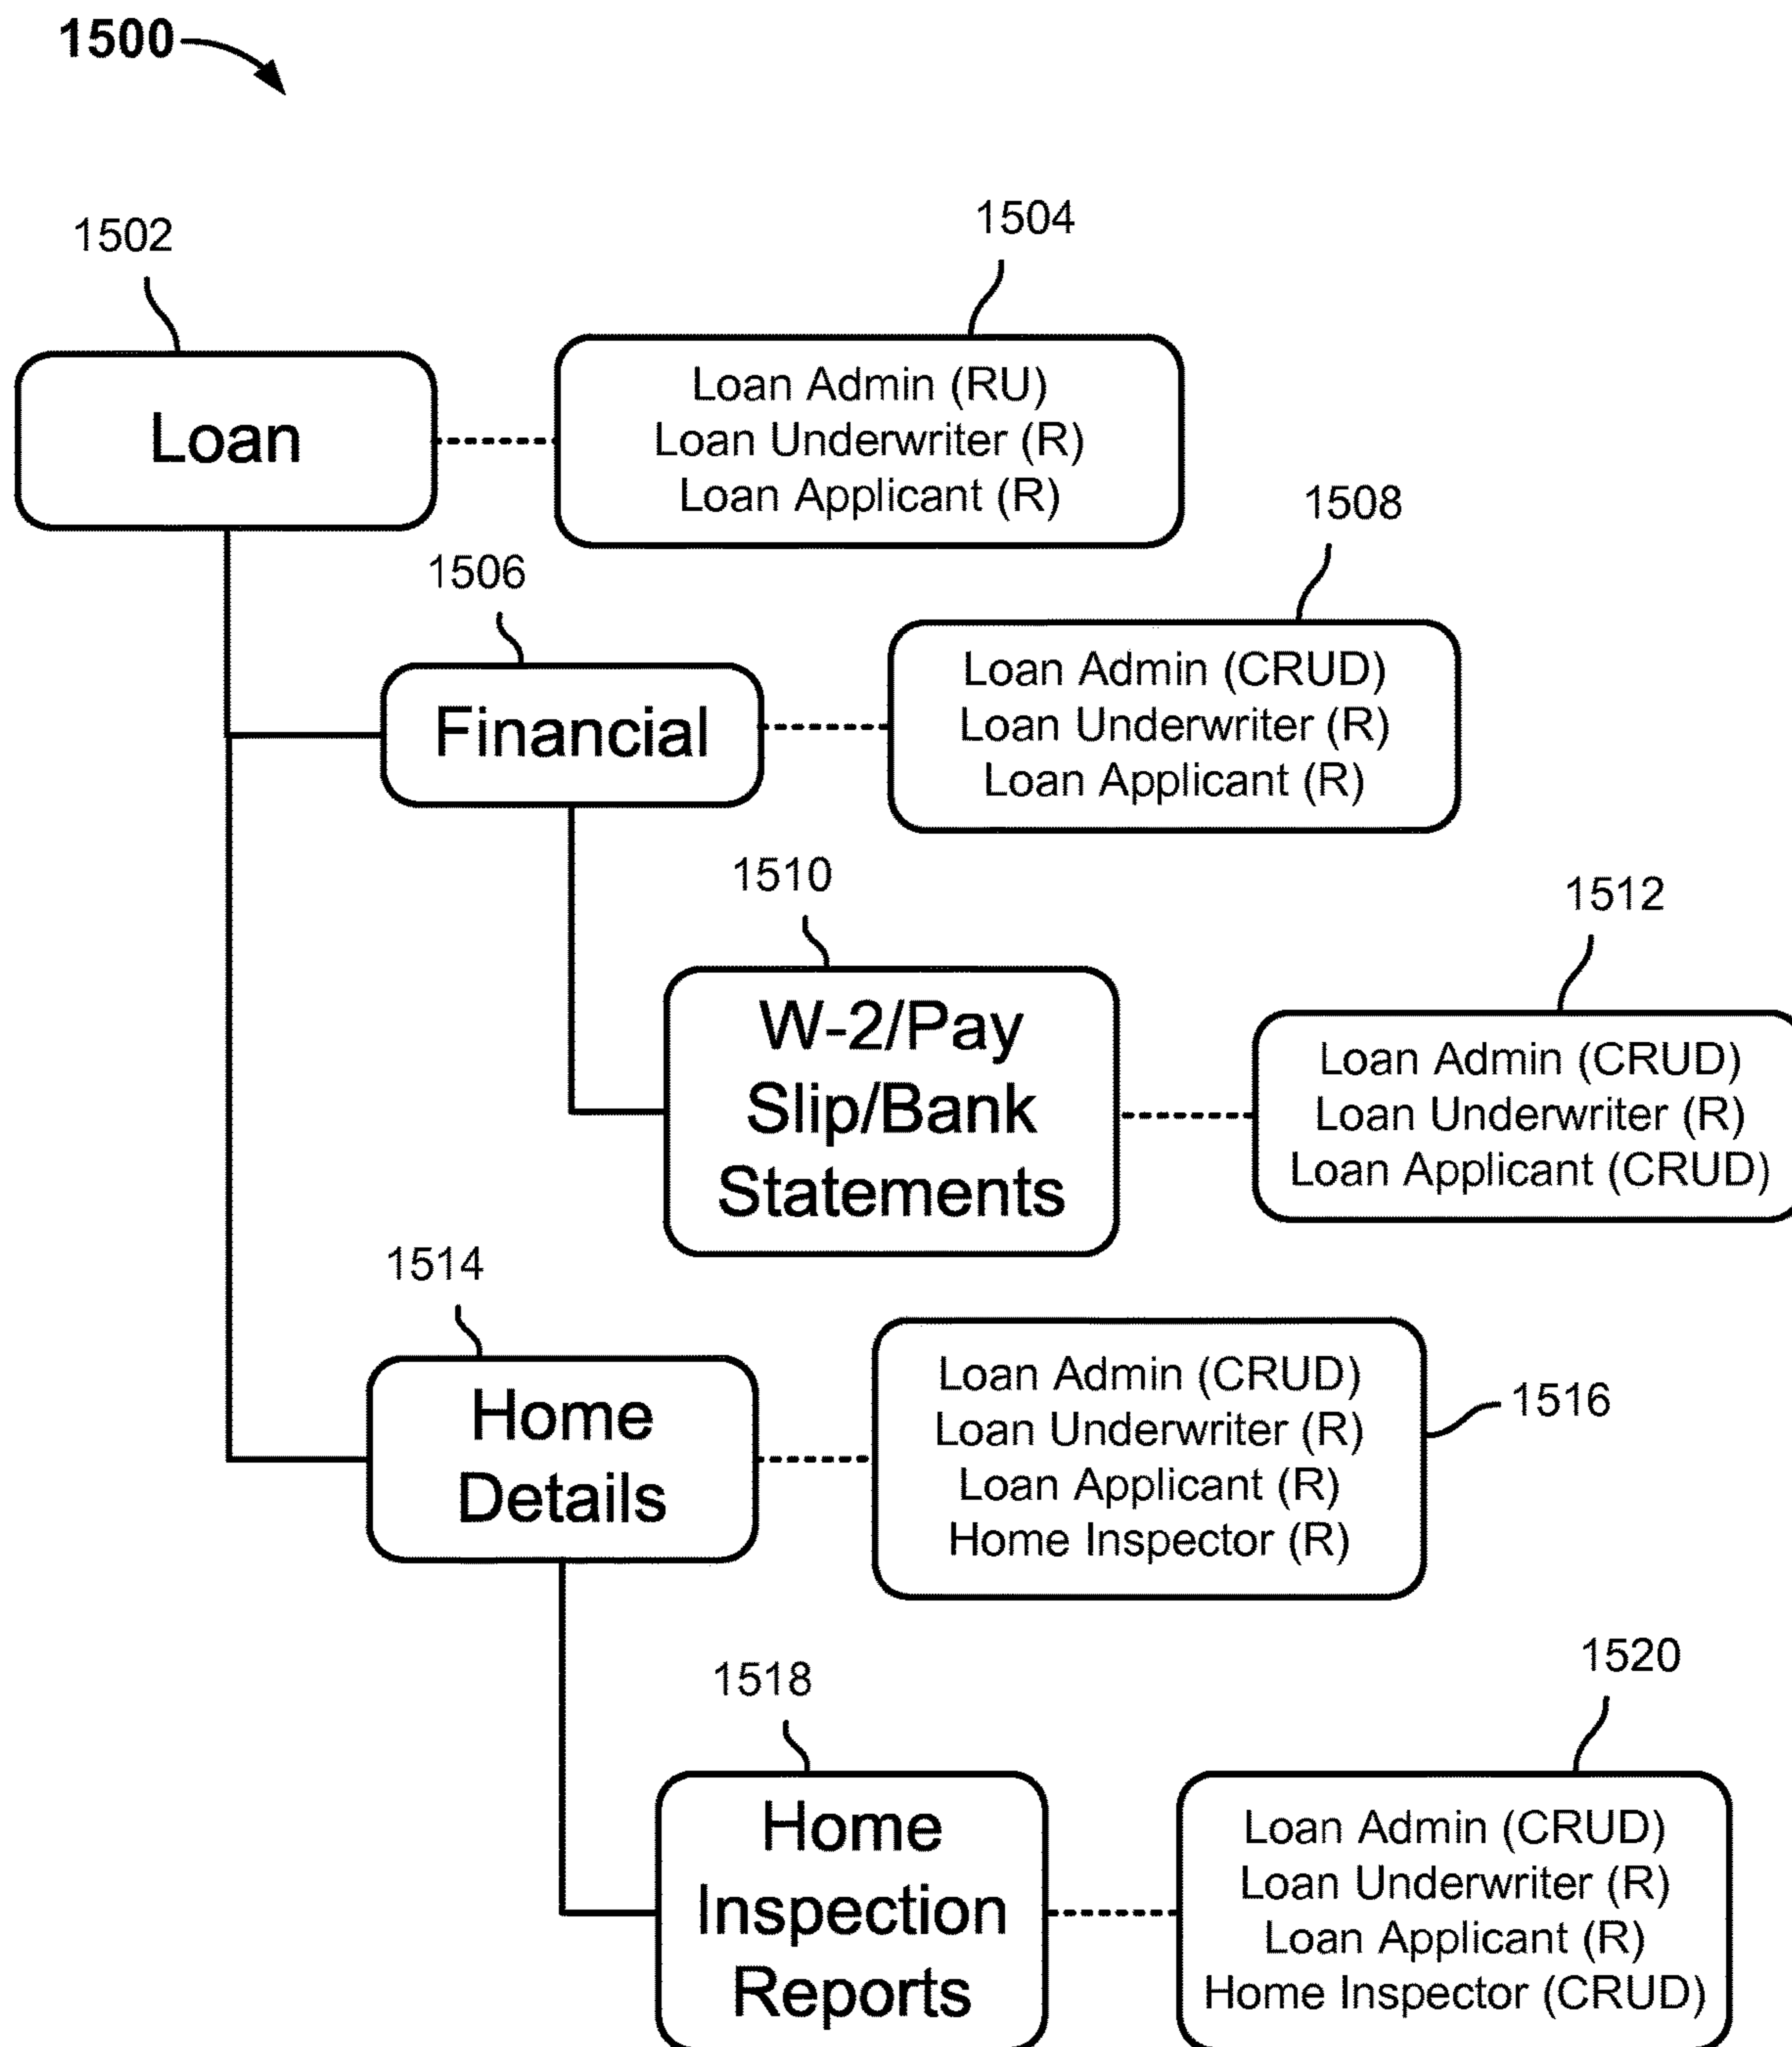 1500
1502
1504
Loan
Loan Admin (RU)
Loan Underwriter (R)
Loan Applicant (R)
1506
1508
Financial
Loan Admin (CRUD)
Loan Underwriter (R)
Loan Applicant (R)
1510
1512
W-2/Pay
Slip/Bank
Statements
Loan Admin (CRUD)
Loan Underwriter (R)
Loan Applicant (CRUD)
1514
1516
Home
Details
Loan Admin (CRUD)
Loan Underwriter (R)
Loan Applicant (R)
Home Inspector (R)
1518
1520
Home
Inspection
Reports
Loan Admin (CRUD)
Loan Underwriter (R)
Loan Applicant (R)
Home Inspector (CRUD)